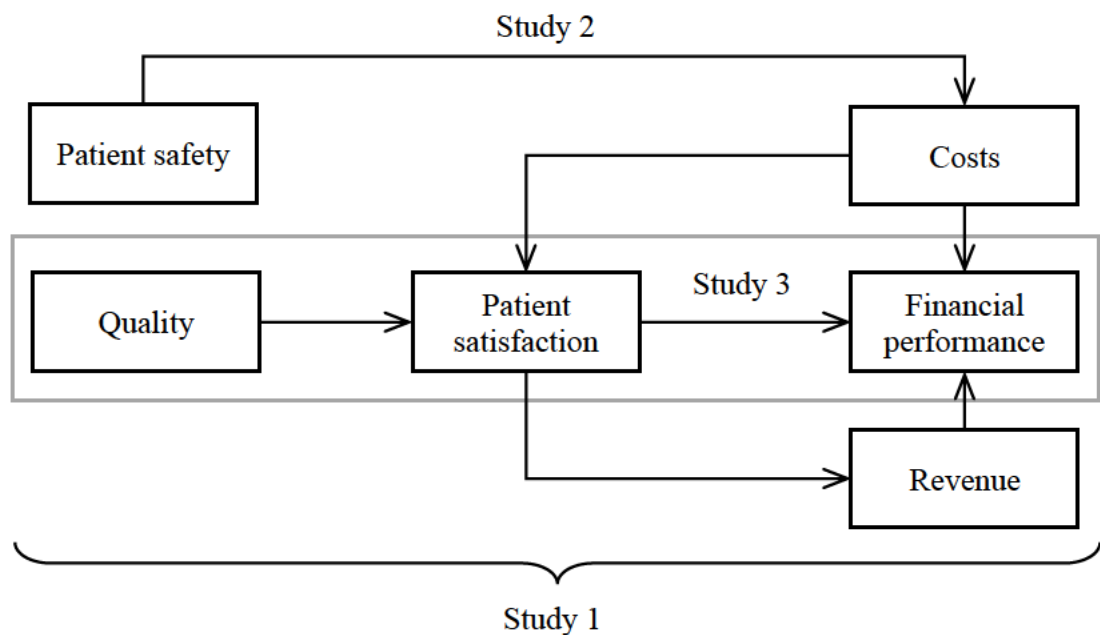 Study 2
Patient safety
Costs
Quality
Patient
satisfaction
Study 3
Financial
performance
Revenue
Study 1